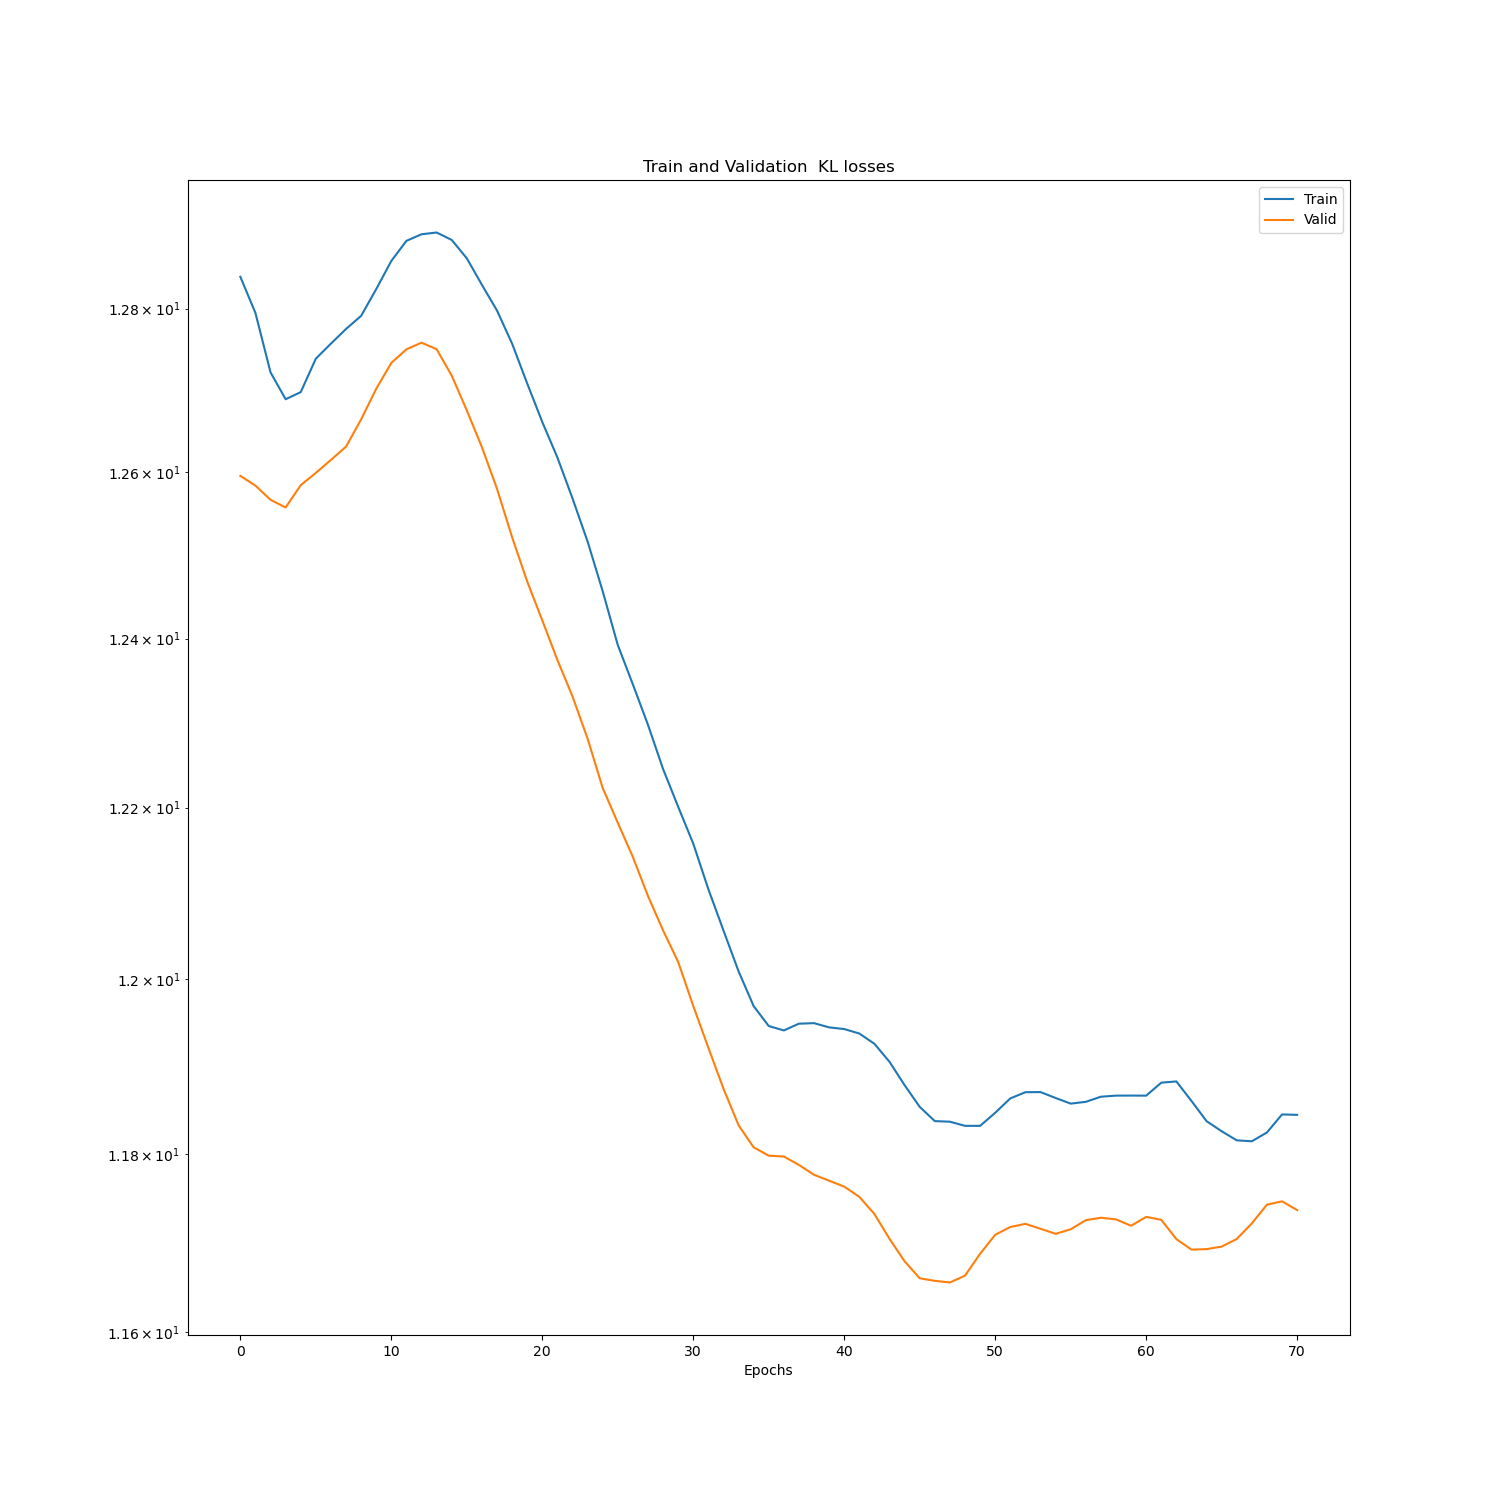 Train and Validation  KL losses
Train
Valid
1.28 × 10¹
1.26 × 10¹
1.24 × 10¹
1.22 × 10¹
1.2 × 10¹
1.18 × 10¹
1.16 × 10¹
0 10 20 30 40 50 60 70
Epochs